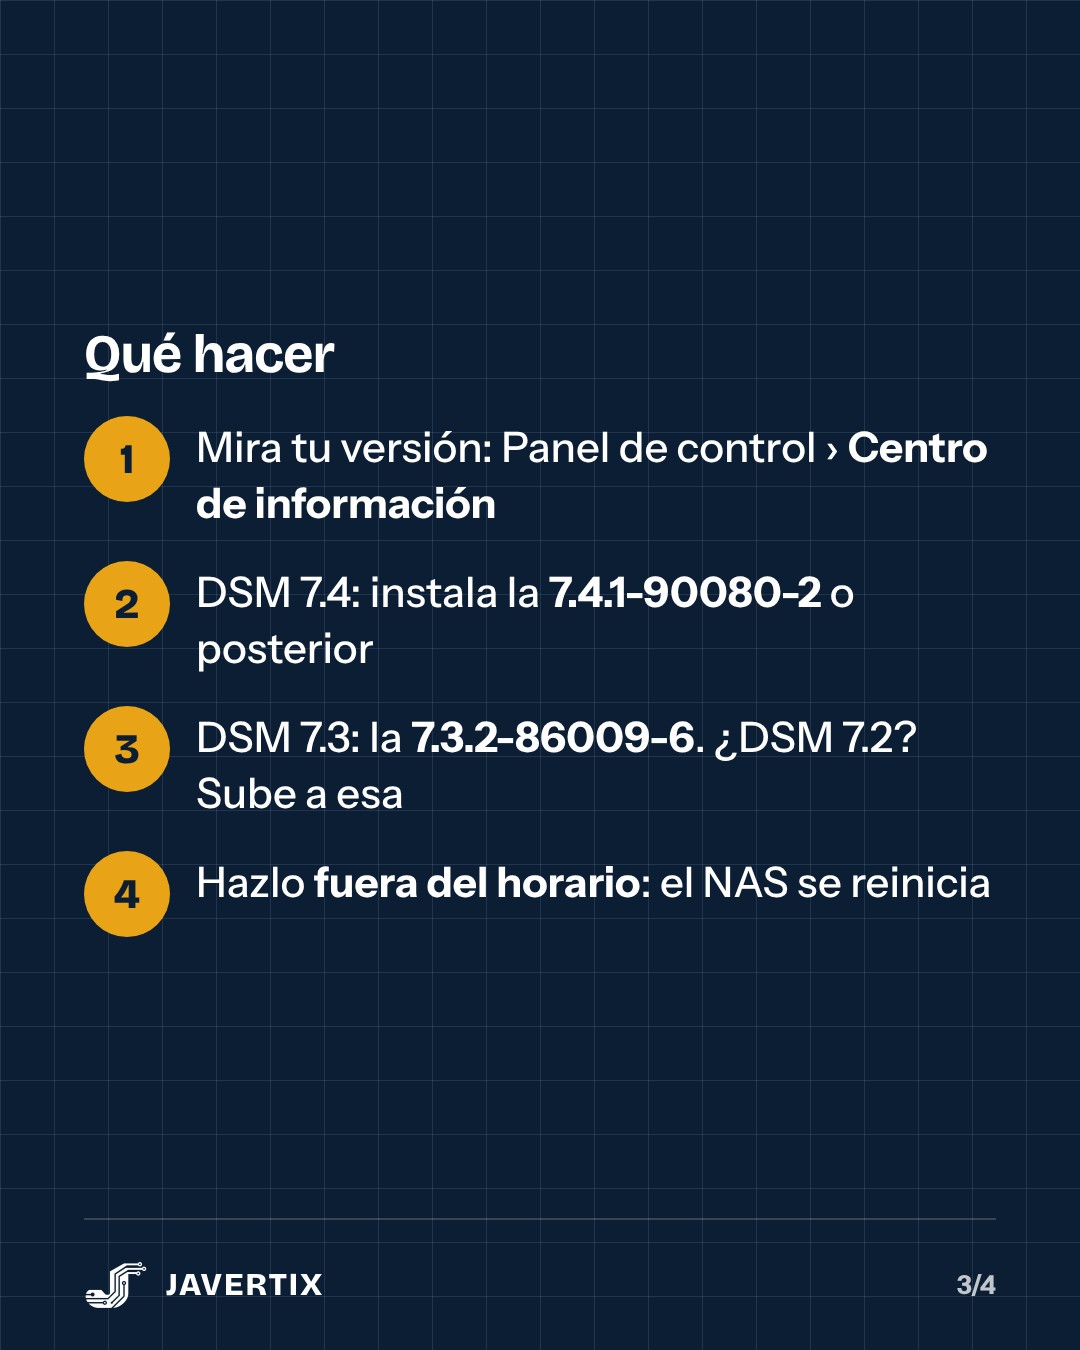 Qué hacer
1
Mira tu versión: Panel de control › Centro
de información
2
DSM 7.4: instala la 7.4.1-90080-2 o
posterior
3
DSM 7.3: la 7.3.2-86009-6. ¿DSM 7.2?
Sube a esa
4
Hazlo fuera del horario: el NAS se reinicia
JAVERTIX
3/4